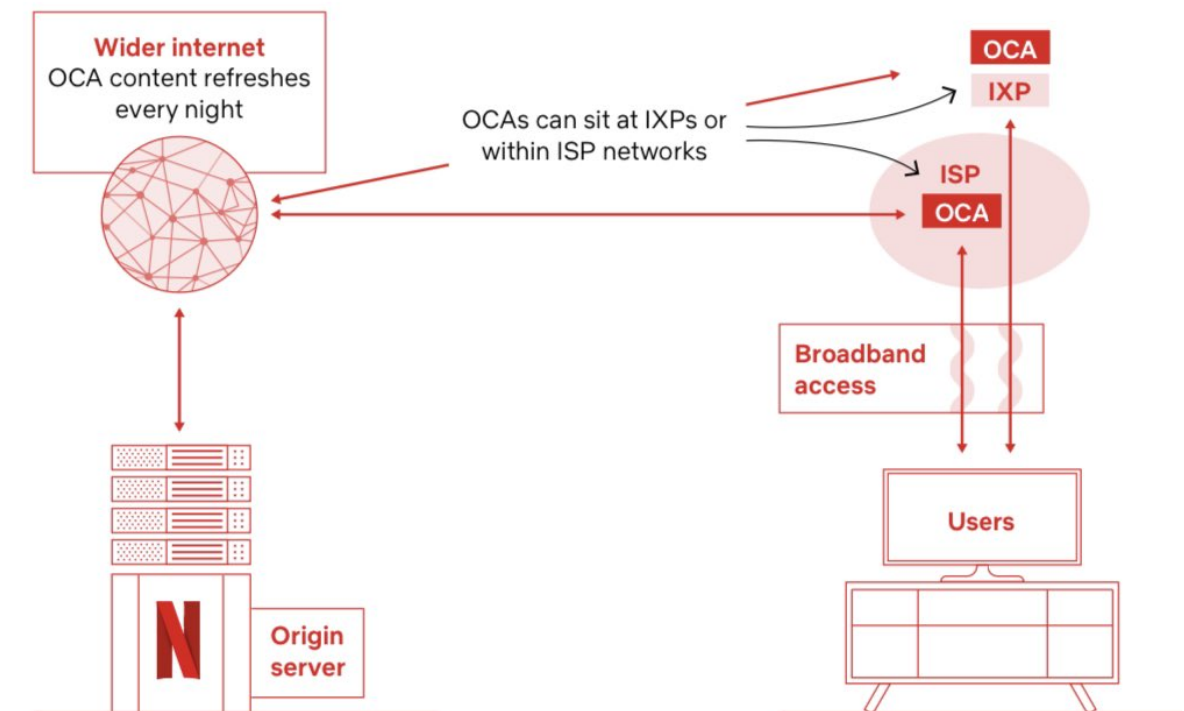 Wider internet
OCA content refreshes
every night
OCAs can sit at IXPs or
within ISP networks
OCA
IXP
ISP
OCA
Broadband
access
Users
N
Origin
server